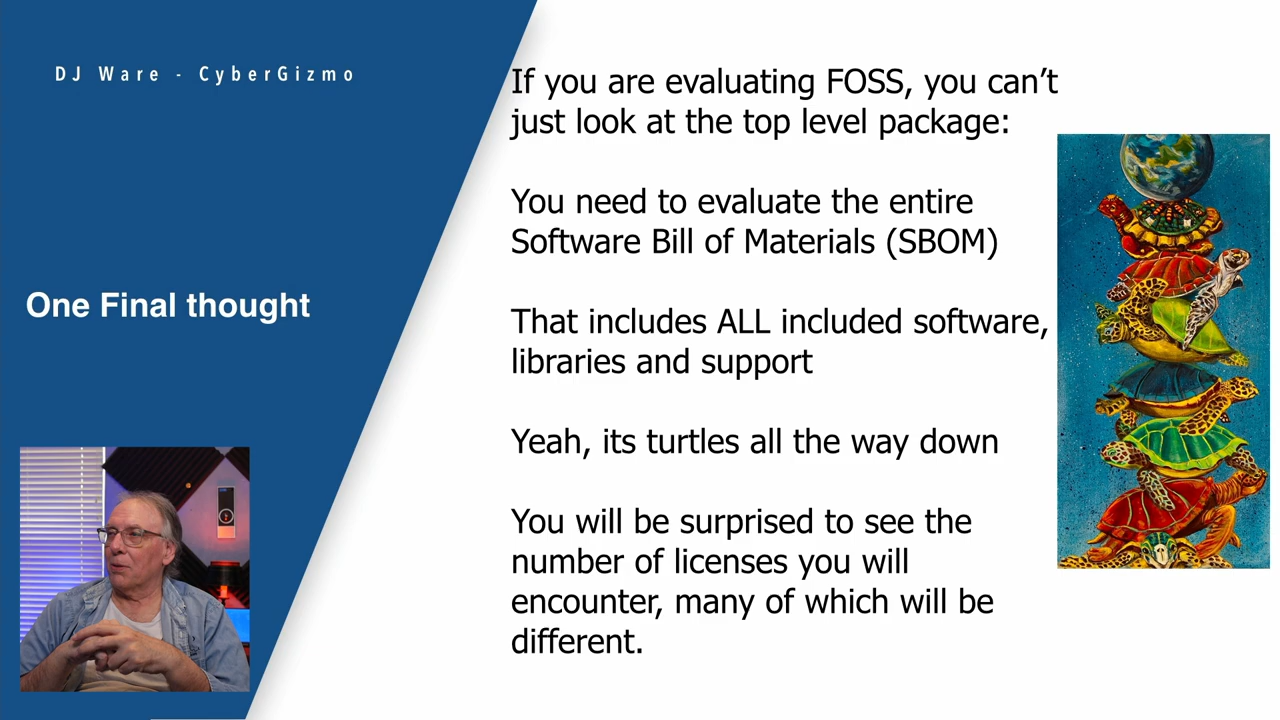 DJ Ware - CyberGizmo
One Final thought
If you are evaluating FOSS, you can't
just look at the top level package:
You need to evaluate the entire
Software Bill of Materials (SBOM)
That includes ALL included software,
libraries and support
Yeah, its turtles all the way down
You will be surprised to see the
number of licenses you will
encounter, many of which will be
different.